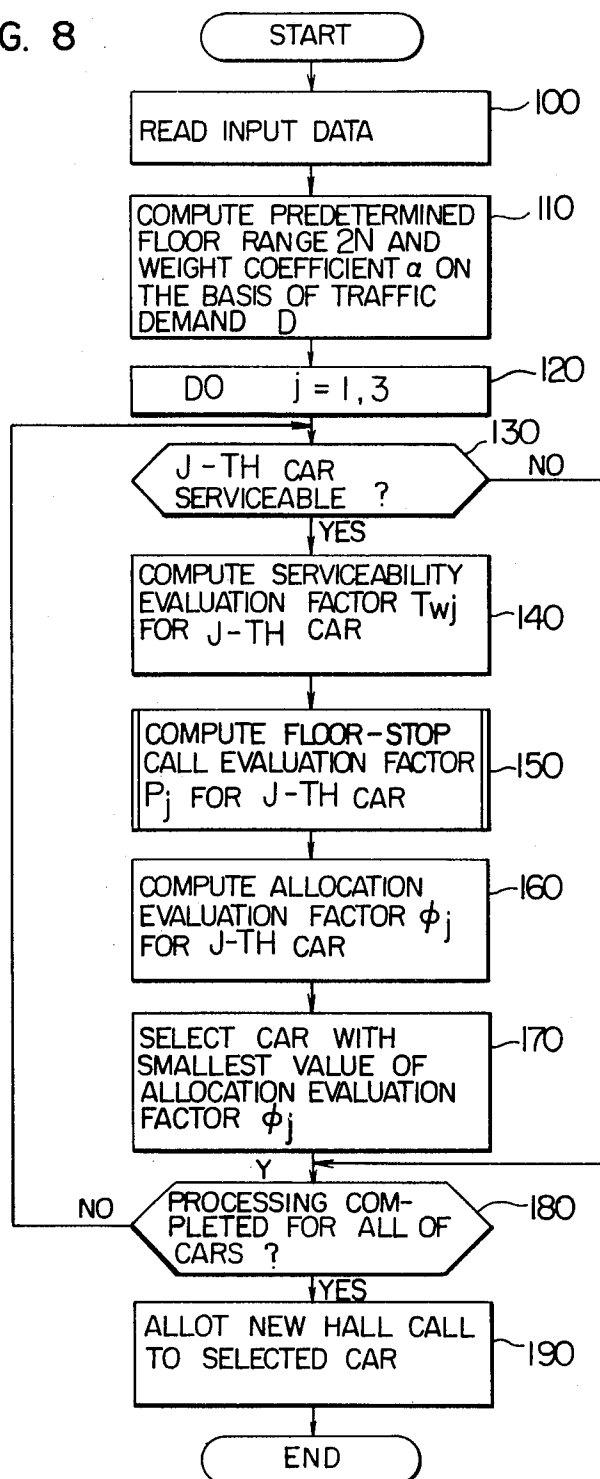 G. 8
START
READ INPUT DATA
100
COMPUTE PREDETERMINED
FLOOR RANGE 2N AND
WEIGHT COEFFICIENT α ON
THE BASIS OF TRAFFIC
DEMAND D
110
DO j = 1, 3
120
130
J-TH CAR
SERVICEABLE ?
NO
YES
COMPUTE SERVICEABILITY
EVALUATION FACTOR Twj
FOR J-TH CAR
140
COMPUTE FLOOR-STOP
CALL EVALUATION FACTOR
Pj FOR J-TH CAR
150
COMPUTE ALLOCATION
EVALUATION FACTOR ϕj
FOR J-TH CAR
160
SELECT CAR WITH
SMALLEST VALUE OF
ALLOCATION EVALUATION
FACTOR ϕj
170
Y
NO
PROCESSING COM-
PLETED FOR ALL OF
CARS ?
180
YES
ALLOT NEW HALL CALL
TO SELECTED CAR
190
END